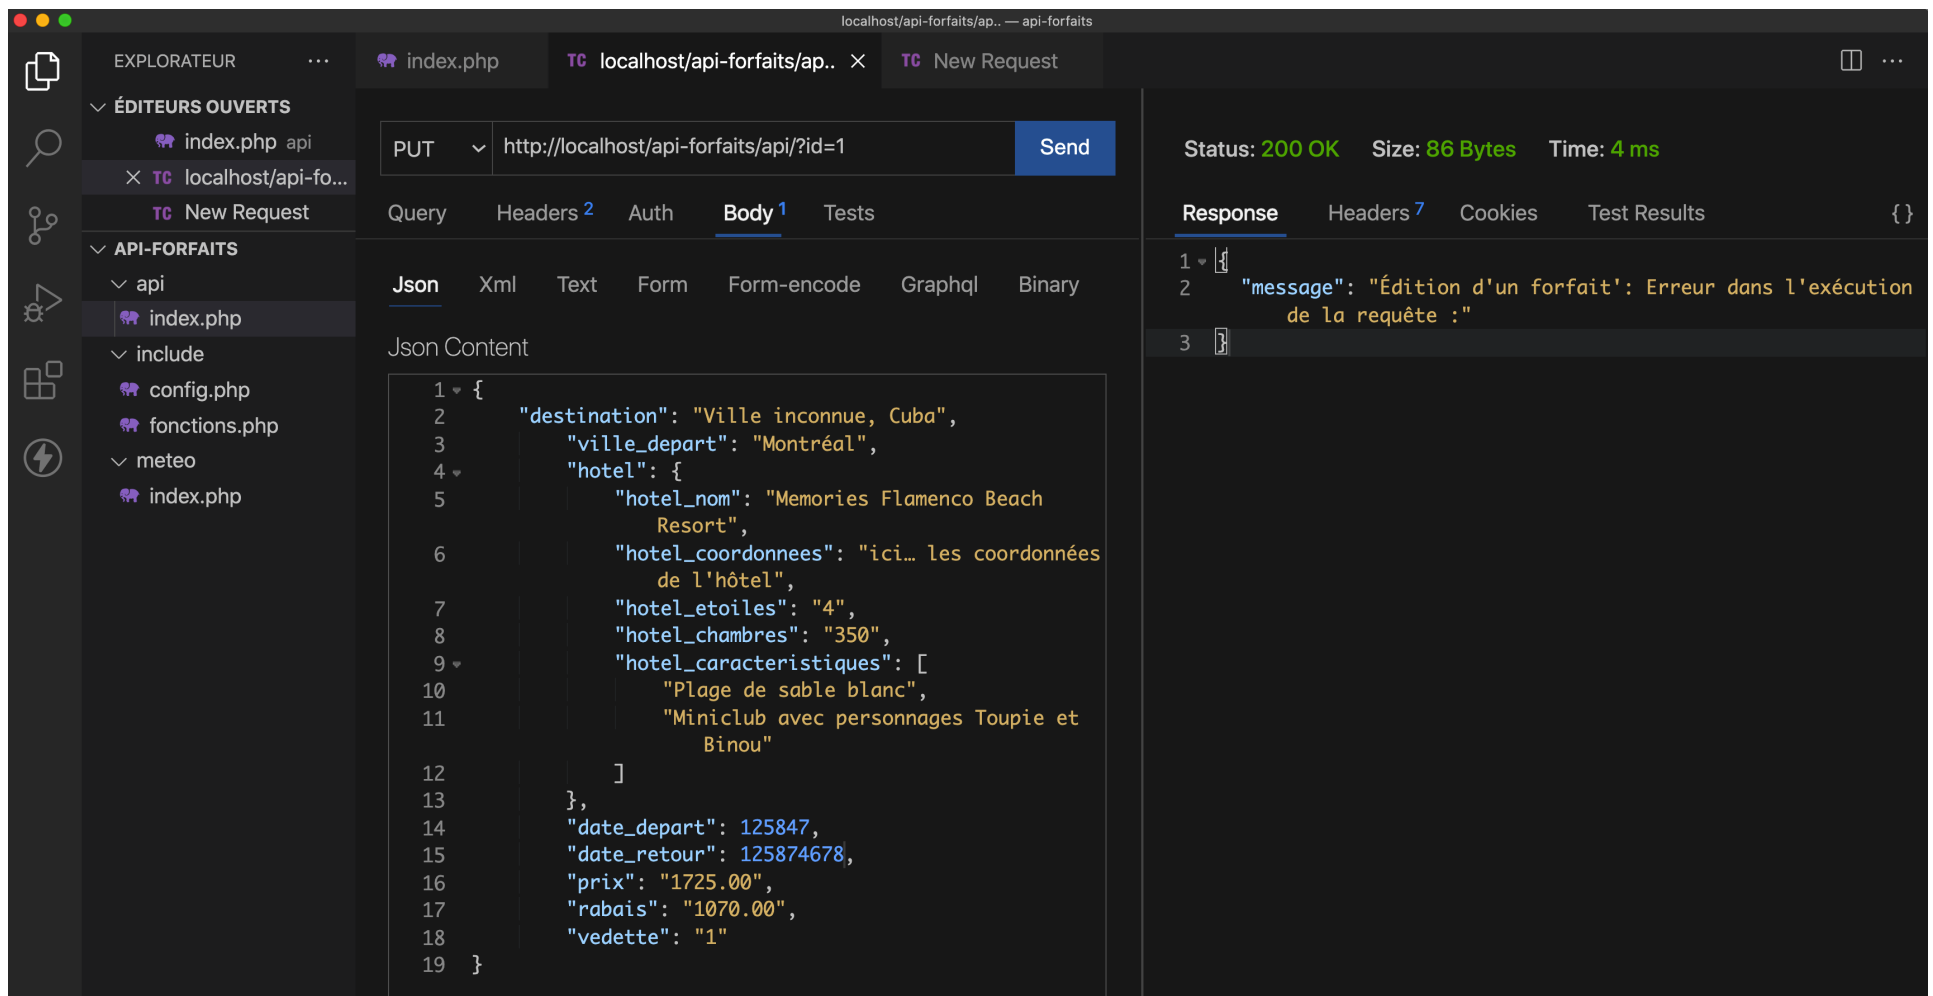 localhost/api-forfaits/ap.. — api-forfaits
EXPLORATEUR
ÉDITEURS OUVERTS
index.php api
TC localhost/api-fo...
TC New Request
API-FORFAITS
api
index.php
include
config.php
fonctions.php
meteo
index.php
index.php
TC localhost/api-forfaits/ap..
TC New Request
PUT
http://localhost/api-forfaits/api/?id=1
Send
Query
Headers 2
Auth
Body 1
Tests
Json
Xml
Text
Form
Form-encode
Graphql
Binary
Json Content
1 {
2 "destination": "Ville inconnue, Cuba",
3 "ville_depart": "Montréal",
4 "hotel": {
5 "hotel_nom": "Memories Flamenco Beach
Resort",
6 "hotel_coordonnees": "ici… les coordonnées
de l'hôtel",
7 "hotel_etoiles": "4",
8 "hotel_chambres": "350",
9 "hotel_caracteristiques": [
10 "Plage de sable blanc",
11 "Miniclub avec personnages Toupie et
Binou"
12 ]
13 },
14 "date_depart": 125847,
15 "date_retour": 125874678,
16 "prix": "1725.00",
17 "rabais": "1070.00",
18 "vedette": "1"
19 }
Status: 200 OK
Size: 86 Bytes
Time: 4 ms
Response
Headers 7
Cookies
Test Results
{}
1 {
2 "message": "Édition d'un forfait': Erreur dans l'exécution
de la requête :"
3 }